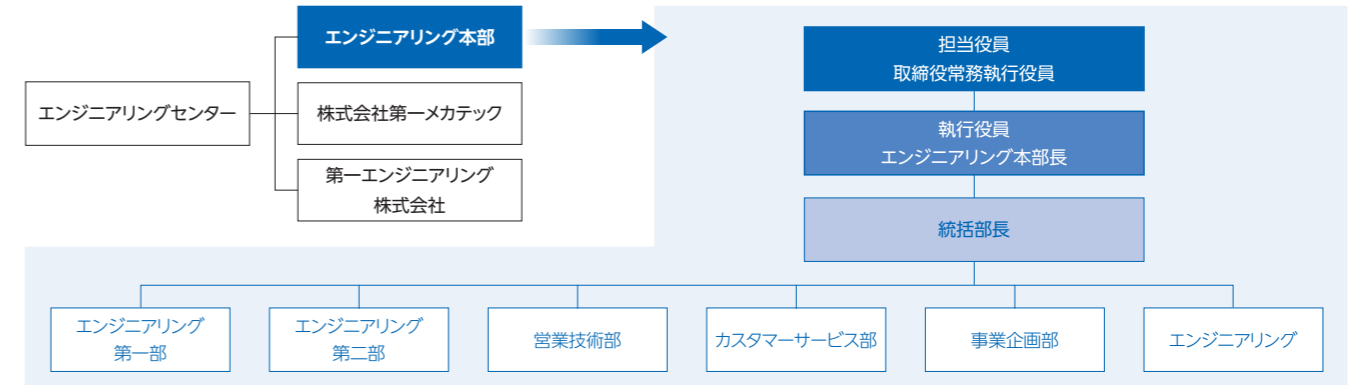 エンジニアリングセンター
エンジニアリング本部
株式会社第一メカテック
第一エンジニアリング
株式会社
担当役員
取締役常務執行役員
執行役員
エンジニアリング本部長
統括部長
エンジニアリング
第一部
エンジニアリング
第二部
営業技術部
カスタマーサービス部
事業企画部
エンジニアリング